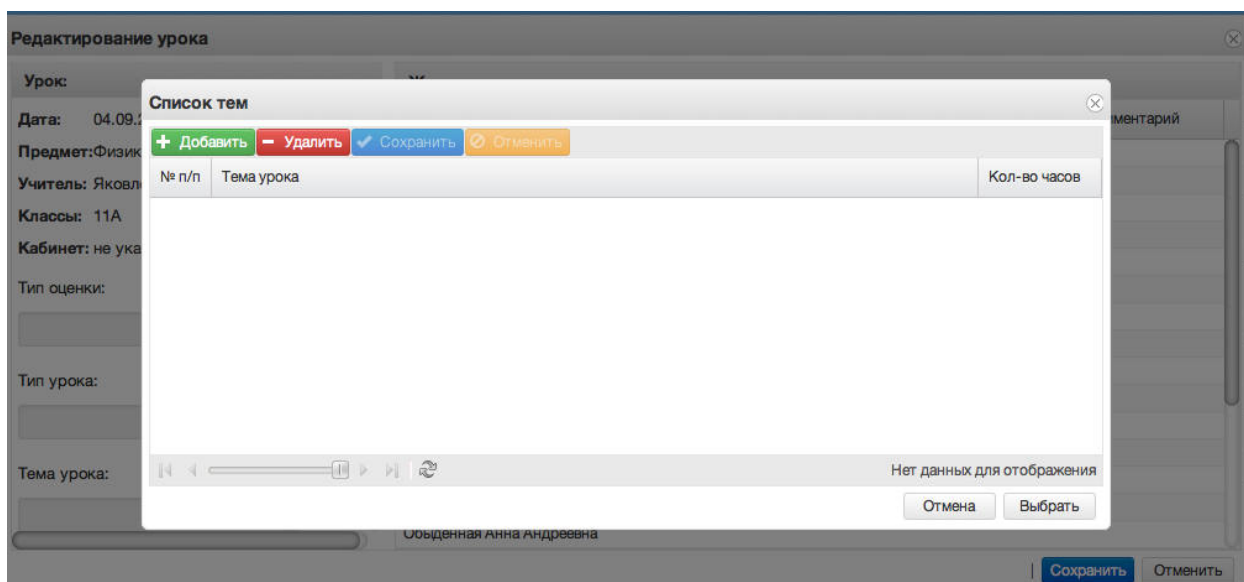 Редактирование урока
Урок:
Дата: 04.09.
Предмет:Физик
Учитель: Яковл
Классы: 11А
Кабинет: не ука
Тип оценки:
Тип урока:
Тема урока:
Список тем
Добавить Удалить Сохранить Отменить
№ п/п Тема урока Кол-во часов
Нет данных для отображения
Отмена Выбрать
ментарий
Обыденная Анна Андреевна
Сохранить Отменить